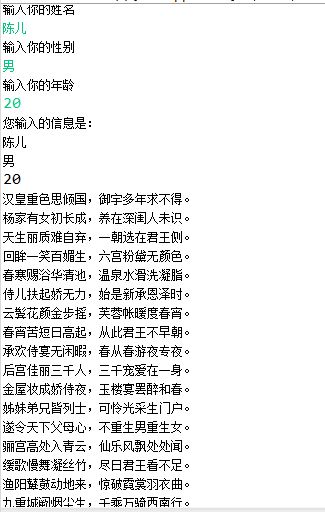 输入你的姓名
陈儿
输入你的性别
男
输入你的年龄
20
您输入的信息是：
陈儿
男
20
汉皇重色思倾国，御宇多年求不得。
杨家有女初长成，养在深闺人未识。
天生丽质难自弃，一朝选在君王侧。
回眸一笑百媚生，六宫粉黛无颜色。
春寒赐浴华清池，温泉水滑洗凝脂。
侍儿扶起娇无力，始是新承恩泽时。
云鬓花颜金步摇，芙蓉帐暖度春宵。
春宵苦短日高起，从此君王不早朝。
承欢侍宴无闲暇，春从春游夜专夜。
后宫佳丽三千人，三千宠爱在一身。
金屋妆成娇侍夜，玉楼宴罢醉和春。
姊妹弟兄皆列士，可怜光采生门户。
遂令天下父母心，不重生男重生女。
骊宫高处入青云，仙乐风飘处处闻。
缓歌慢舞凝丝竹，尽日君王看不足。
渔阳鼙鼓动地来，惊破霓裳羽衣曲。
九重城阙烟尘生，千乘万骑西南行。